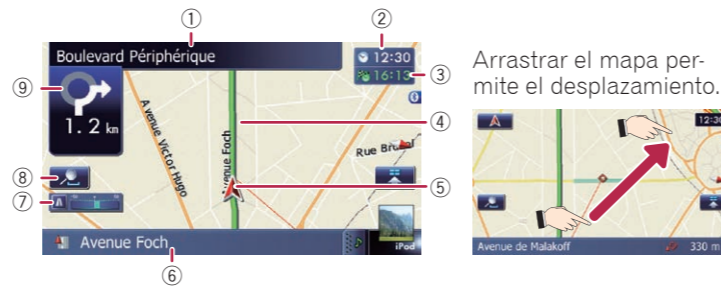 ① ②
Boulevard Périphérique
12:30
16:13
③
⑨
1.2 km
Avenue Victor Hugo
Avenue Foch
④
Rue Brunel
⑧
⑦
⑤
Avenue Foch
iPod
⑥
Arrastrar el mapa per-
mite el desplazamiento.
12:30
Avenue de Malakoff
330 m